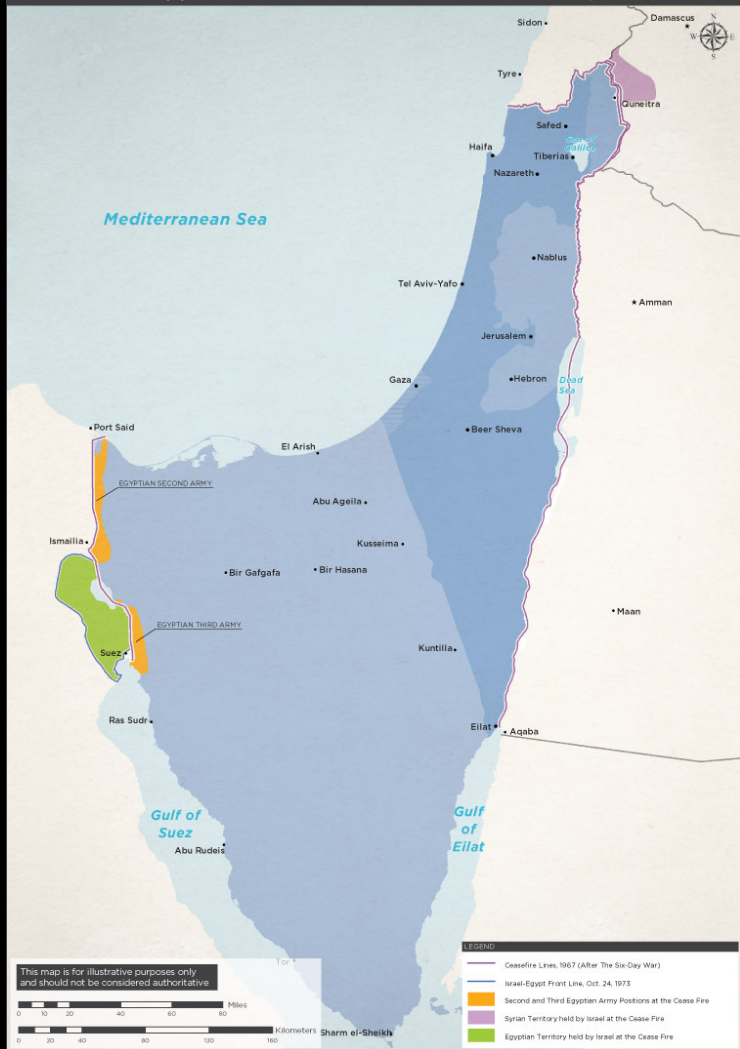 Sidon
Damascus
N
W
E
S
Tyre
Quneitra
Safed
Sea of
Galilee
Haifa
Tiberias
Nazareth
Mediterranean Sea
Nablus
Tel Aviv-Yafo
Amman
Jerusalem
Gaza
Hebron
Dead
Sea
Port Said
Beer Sheva
El Arish
EGYPTIAN SECOND ARMY
Abu Ageila
Ismailia
Kusseima
Bir Gafgafa
Bir Hasana
Maan
EGYPTIAN THIRD ARMY
Suez
Kuntilla
Ras Sudr
Eilat
Aqaba
Gulf of
Suez
Gulf
of
Eilat
Abu Rudeis
Tor
This map is for illustrative purposes only
and should not be considered authoritative
Miles
0 10 20 40 60 80
Kilometers
0 20 40 80 120 160
Sharm el-Sheikh
LEGEND
Ceasefire Lines, 1967 (After The Six-Day War)
Israel-Egypt Front Line, Oct. 24, 1973
Second and Third Egyptian Army Positions at the Cease Fire
Syrian Territory held by Israel at the Cease Fire
Egyptian Territory held by Israel at the Cease Fire